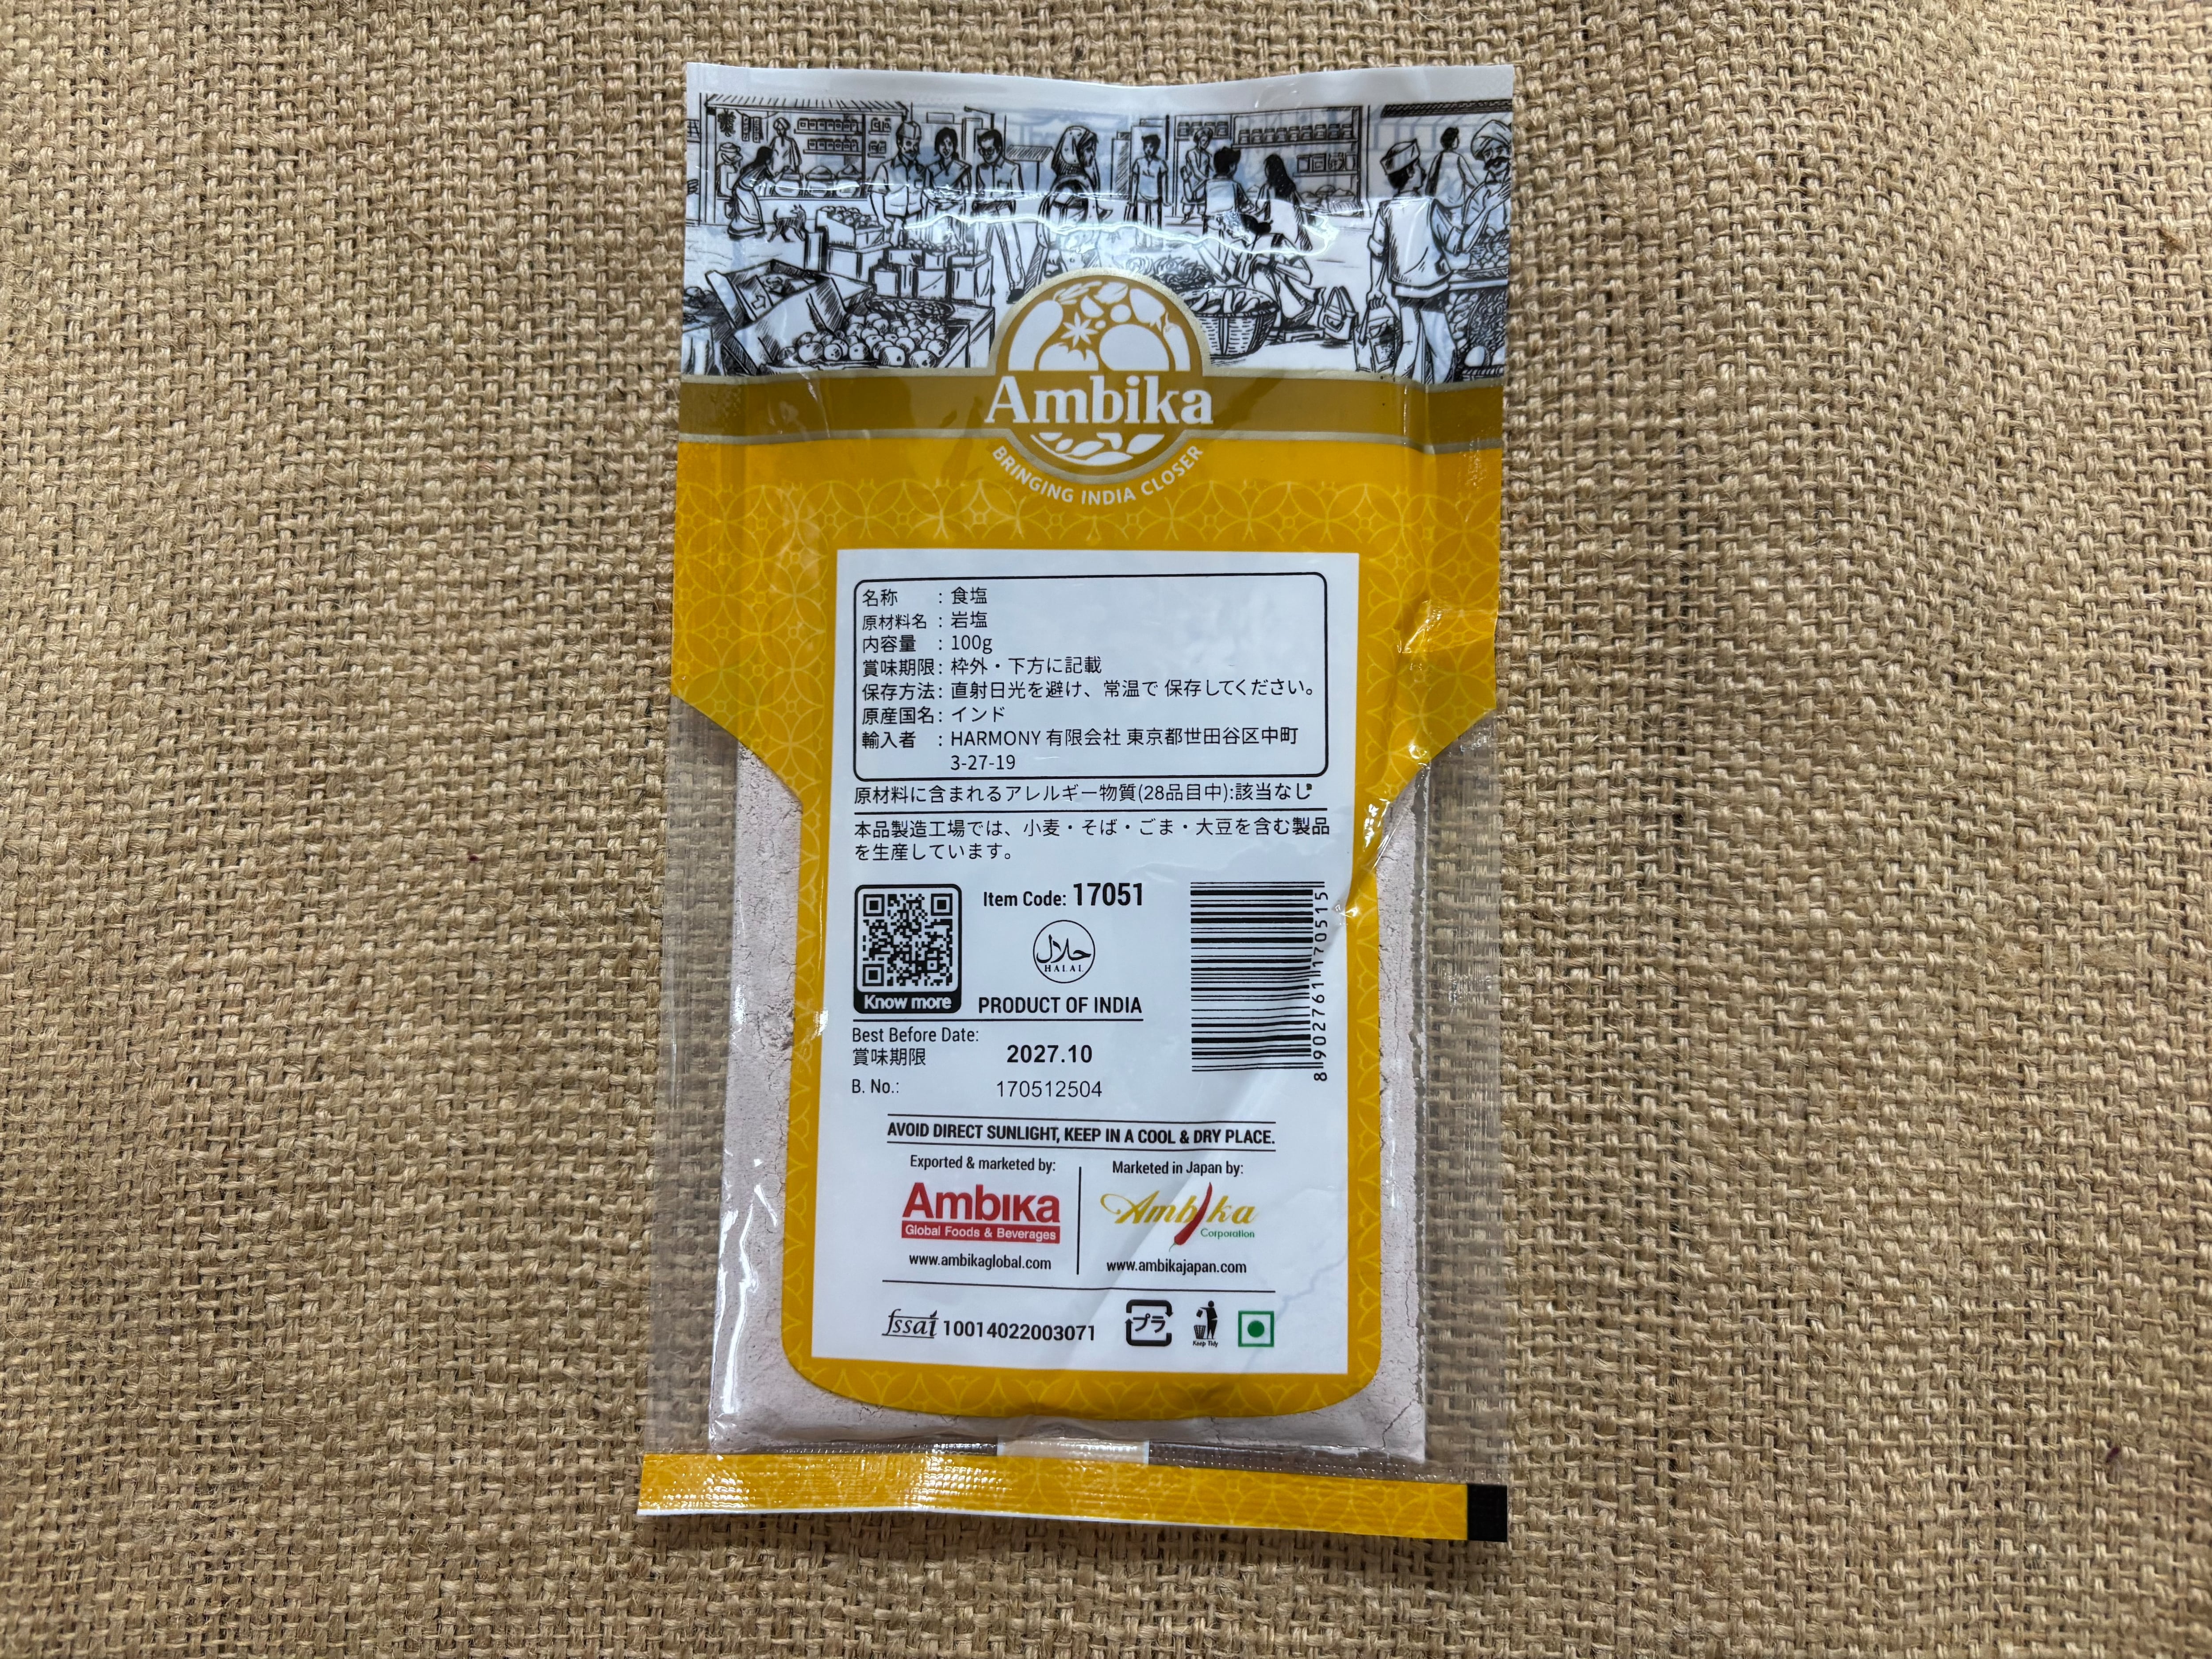 Ambika
BRINGING INDIA CLOSER
名称 : 食塩
原材料名 : 岩塩
内容量 : 100g
賞味期限 : 枠外・下方に記載
保存方法 : 直射日光を避け、常温で 保存してください。
原産国名 : インド
輸入者 : HARMONY 有限会社 東京都世田谷区中町
3-27-19
原材料に含まれるアレルギー物質(28品目中):該当なし
本品製造工場では、小麦・そば・ごま・大豆を含む製品
を生産しています。
Item Code: 17051
حلال
HALAL
Know more
PRODUCT OF INDIA
8 902761 170515
Best Before Date:
賞味期限 2027.10
B. No.: 170512504
AVOID DIRECT SUNLIGHT, KEEP IN A COOL & DRY PLACE.
Exported & marketed by:
Ambika
Global Foods & Beverages
www.ambikaglobal.com
Marketed in Japan by:
Ambika
Corporation
www.ambikajapan.com
fssai 10014022003071
プラ
Keep Tidy